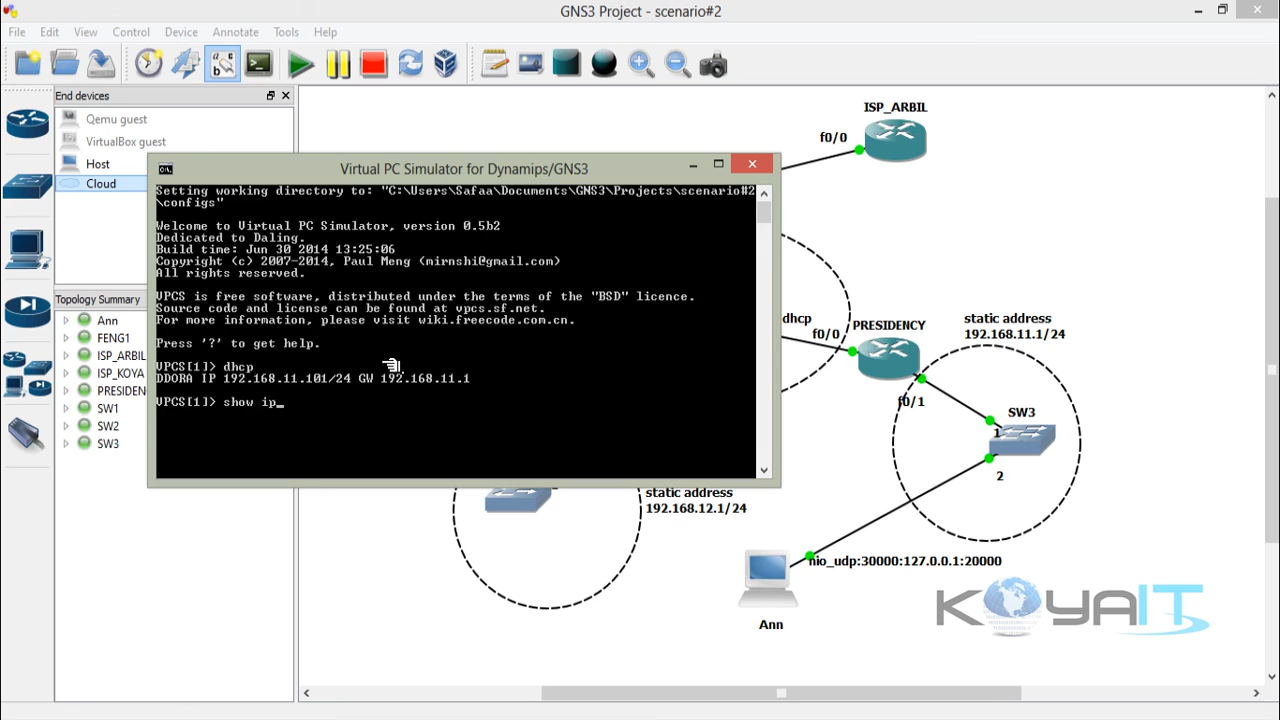 GNS3 Project - scenario#2
File Edit View Control Device Annotate Tools Help
End devices
Qemu guest
VirtualBox guest
Host
Cloud
Topology Summary
Ann
FENG1
ISP_ARBIL
ISP_KOYA
PRESIDEN
SW1
SW2
SW3
Virtual PC Simulator for Dynamips/GNS3
Setting working directory to: "C:\Users\Safaa\Documents\GNS3\Projects\scenario#2
\configs"
Welcome to Virtual PC Simulator, version 0.5b2
Dedicated to Daling.
Build time: Jun 30 2014 13:25:06
Copyright (c) 2007-2014, Paul Meng (mirnshi@gmail.com)
All rights reserved.
VPCS is free software, distributed under the terms of the "BSD" licence.
Source code and license can be found at vpcs.sf.net.
For more information, please visit wiki.freecode.com.cn.
Press '?' to get help.
VPCS[1]> dhcp
DDORA IP 192.168.11.101/24 GW 192.168.11.1
VPCS[1]> show ip_
ISP_ARBIL
f0/0
dhcp
f0/0
PRESIDENCY
static address
192.168.11.1/24
f0/1
SW3
1
2
static address
192.168.12.1/24
nio_udp:30000:127.0.0.1:20000
Ann
KOYAIT